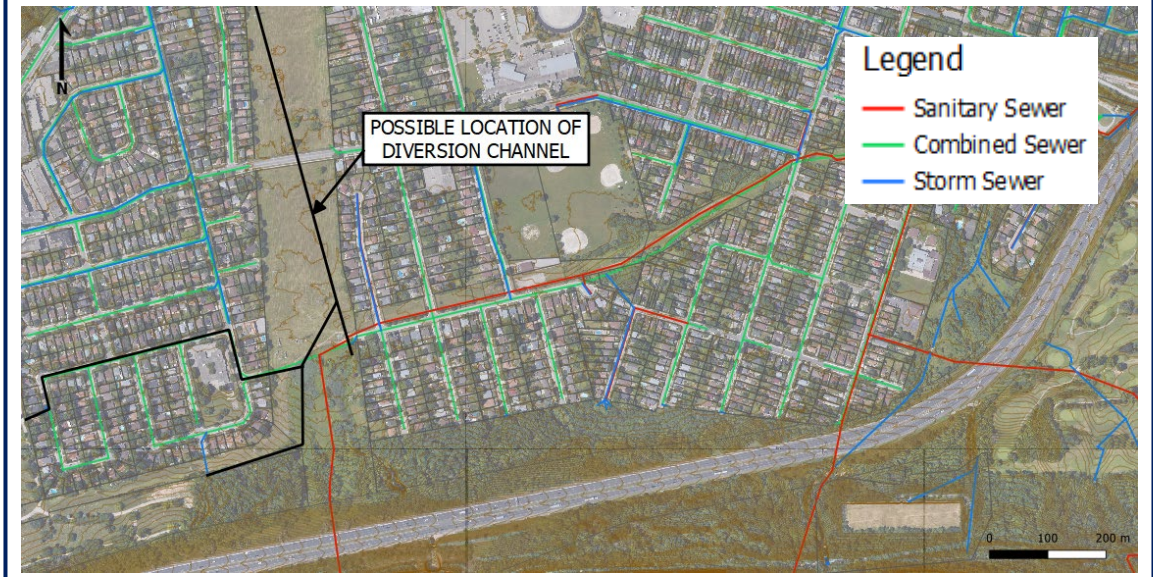 N
POSSIBLE LOCATION OF
DIVERSION CHANNEL
Legend
Sanitary Sewer
Combined Sewer
Storm Sewer
0 100 200 m